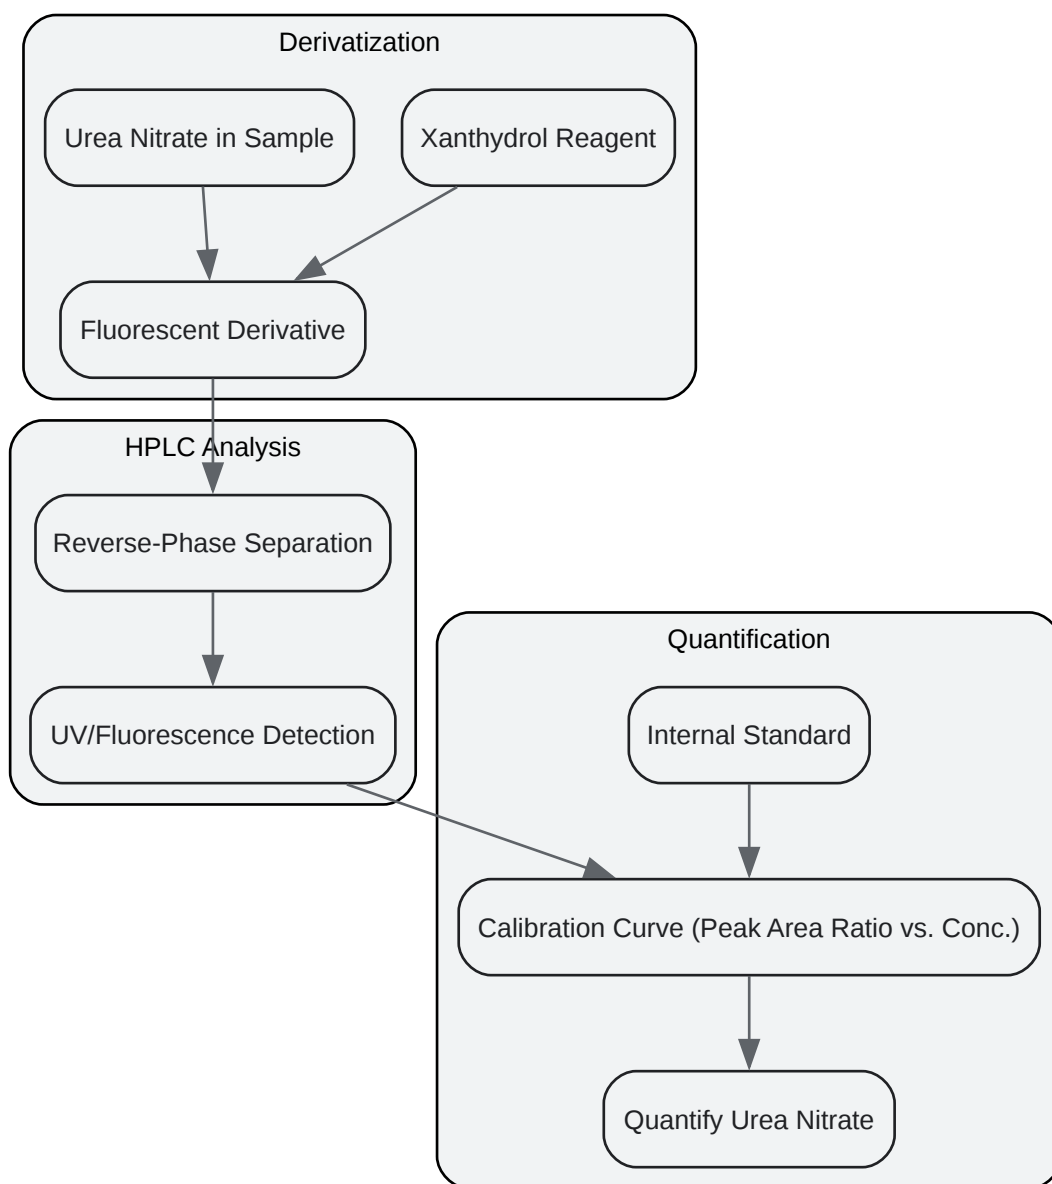 Derivatization
Urea Nitrate in Sample
Xanthydrol Reagent
Fluorescent Derivative
HPLC Analysis
Reverse-Phase Separation
UV/Fluorescence Detection
Quantification
Internal Standard
Calibration Curve (Peak Area Ratio vs. Conc.)
Quantify Urea Nitrate